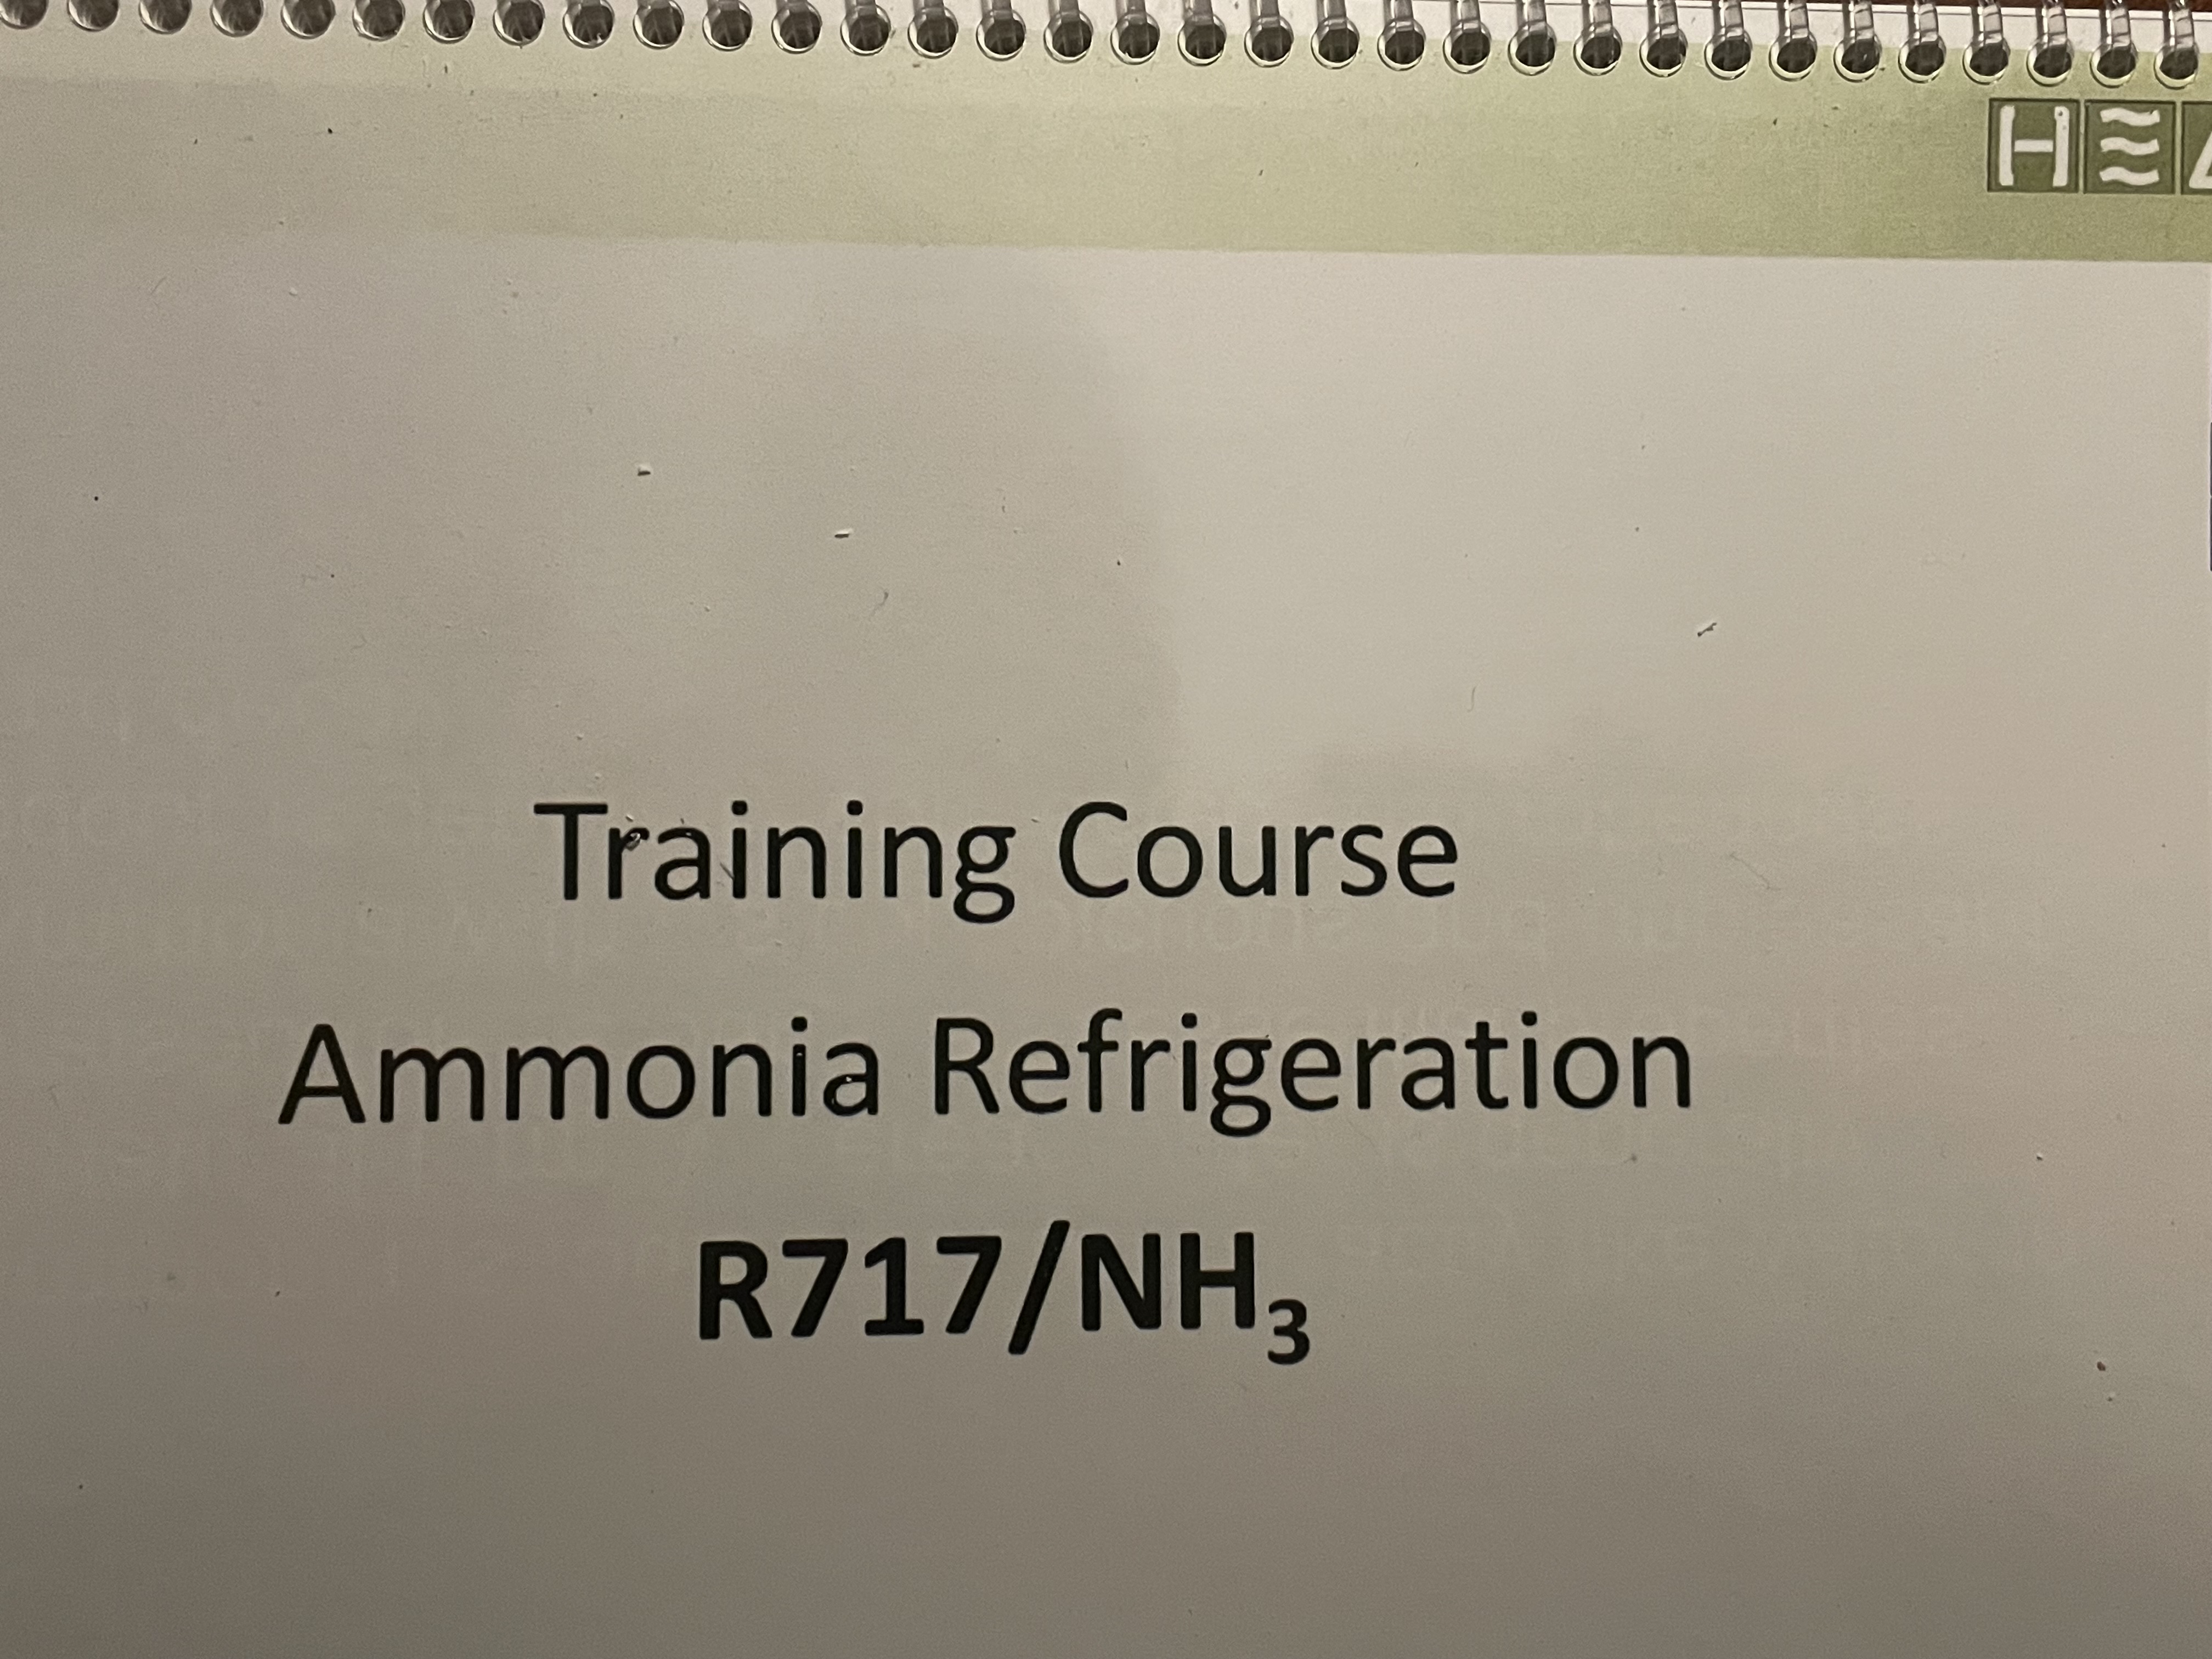 Training Course
Ammonia Refrigeration
R717/NH₃